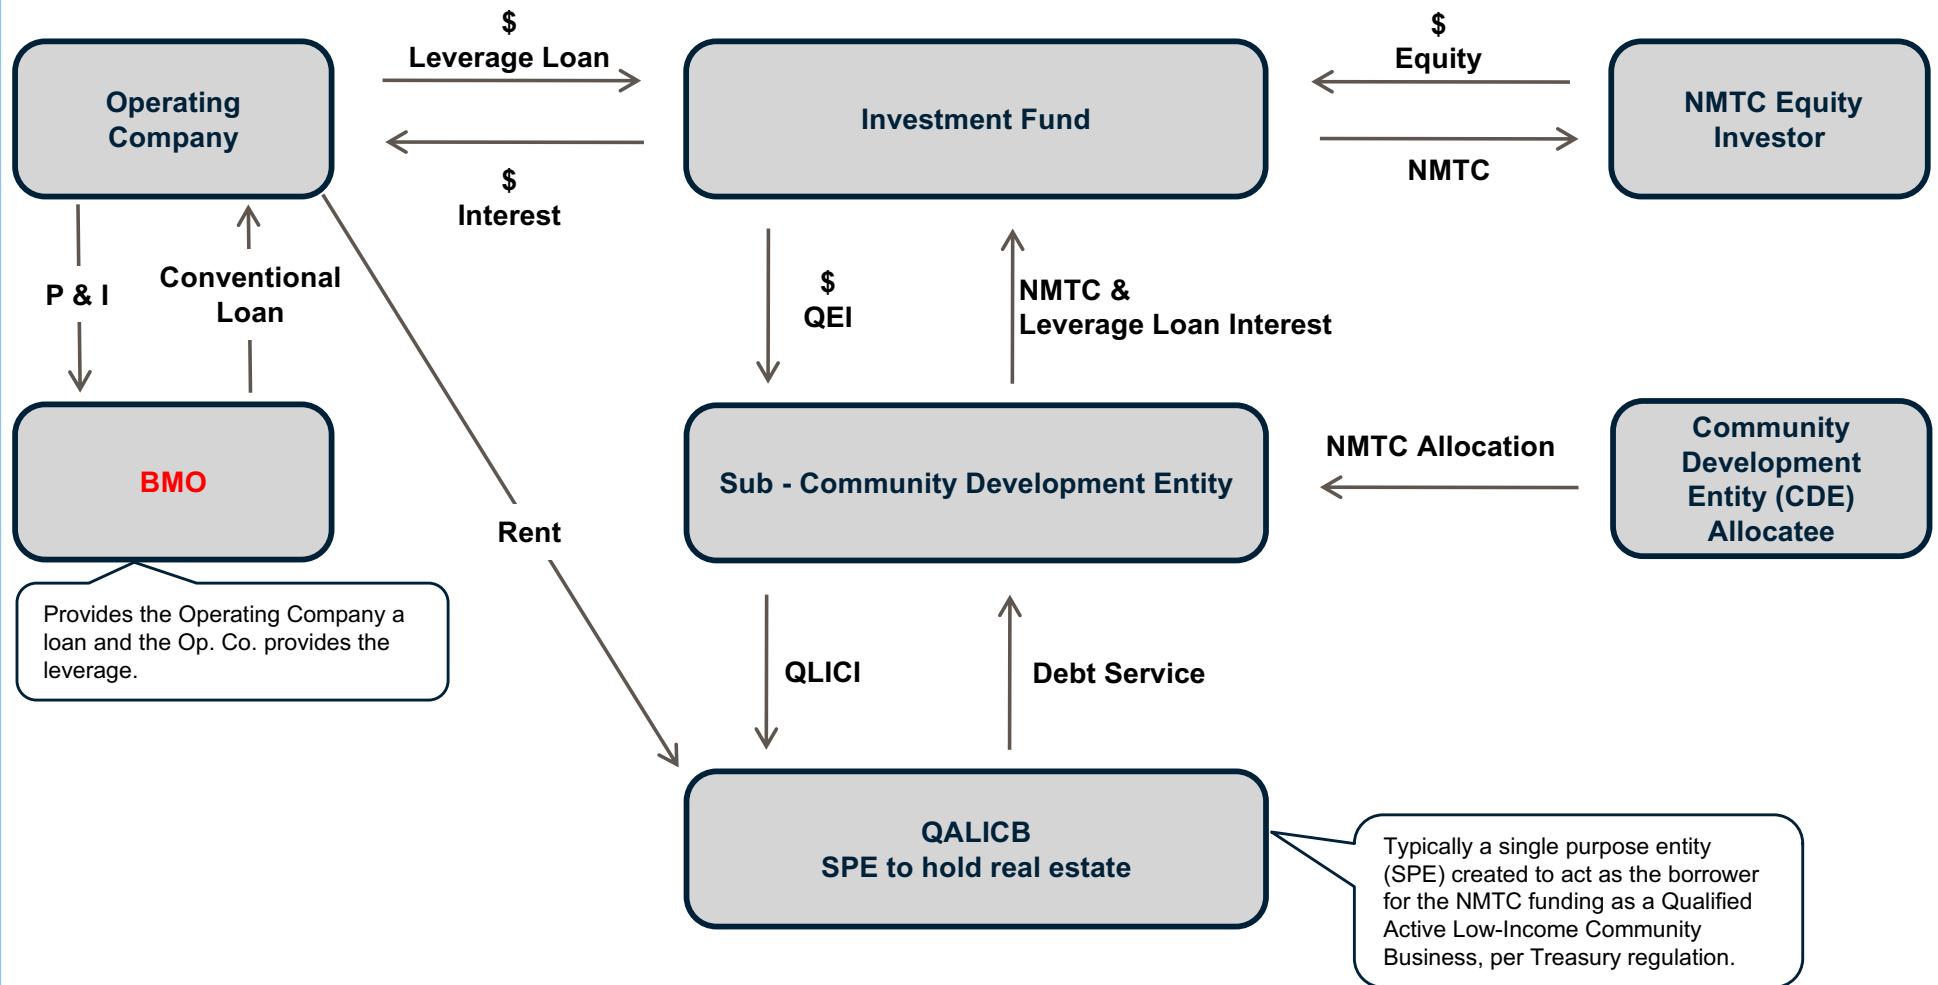 $
Leverage Loan
$
Equity
Operating
Company
Investment Fund
NMTC Equity
Investor
$
Interest
NMTC
P & I
Conventional
Loan
$
QEI
NMTC &
Leverage Loan Interest
BMO
Rent
Sub - Community Development Entity
NMTC Allocation
Community
Development
Entity (CDE)
Allocatee
Provides the Operating Company a
loan and the Op. Co. provides the
leverage.
QLICI
Debt Service
QALICB
SPE to hold real estate
Typically a single purpose entity
(SPE) created to act as the borrower
for the NMTC funding as a Qualified
Active Low-Income Community
Business, per Treasury regulation.